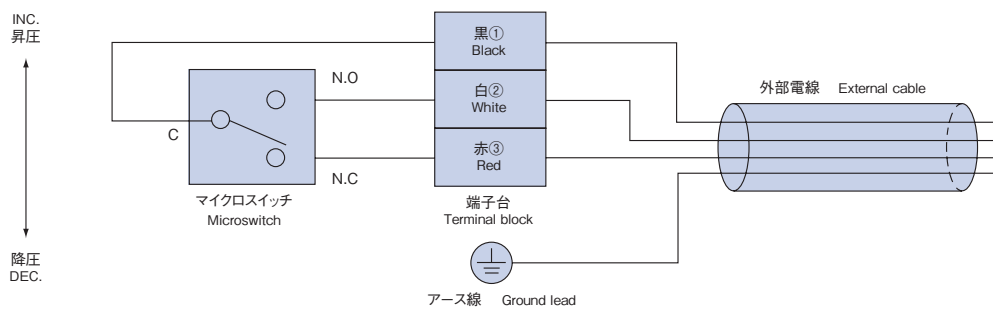 INC.
昇圧
降圧
DEC.
C
N.O
N.C
マイクロスイッチ
Microswitch
黒①
Black
白②
White
赤③
Red
端子台
Terminal block
外部電線 External cable
アース線 Ground lead